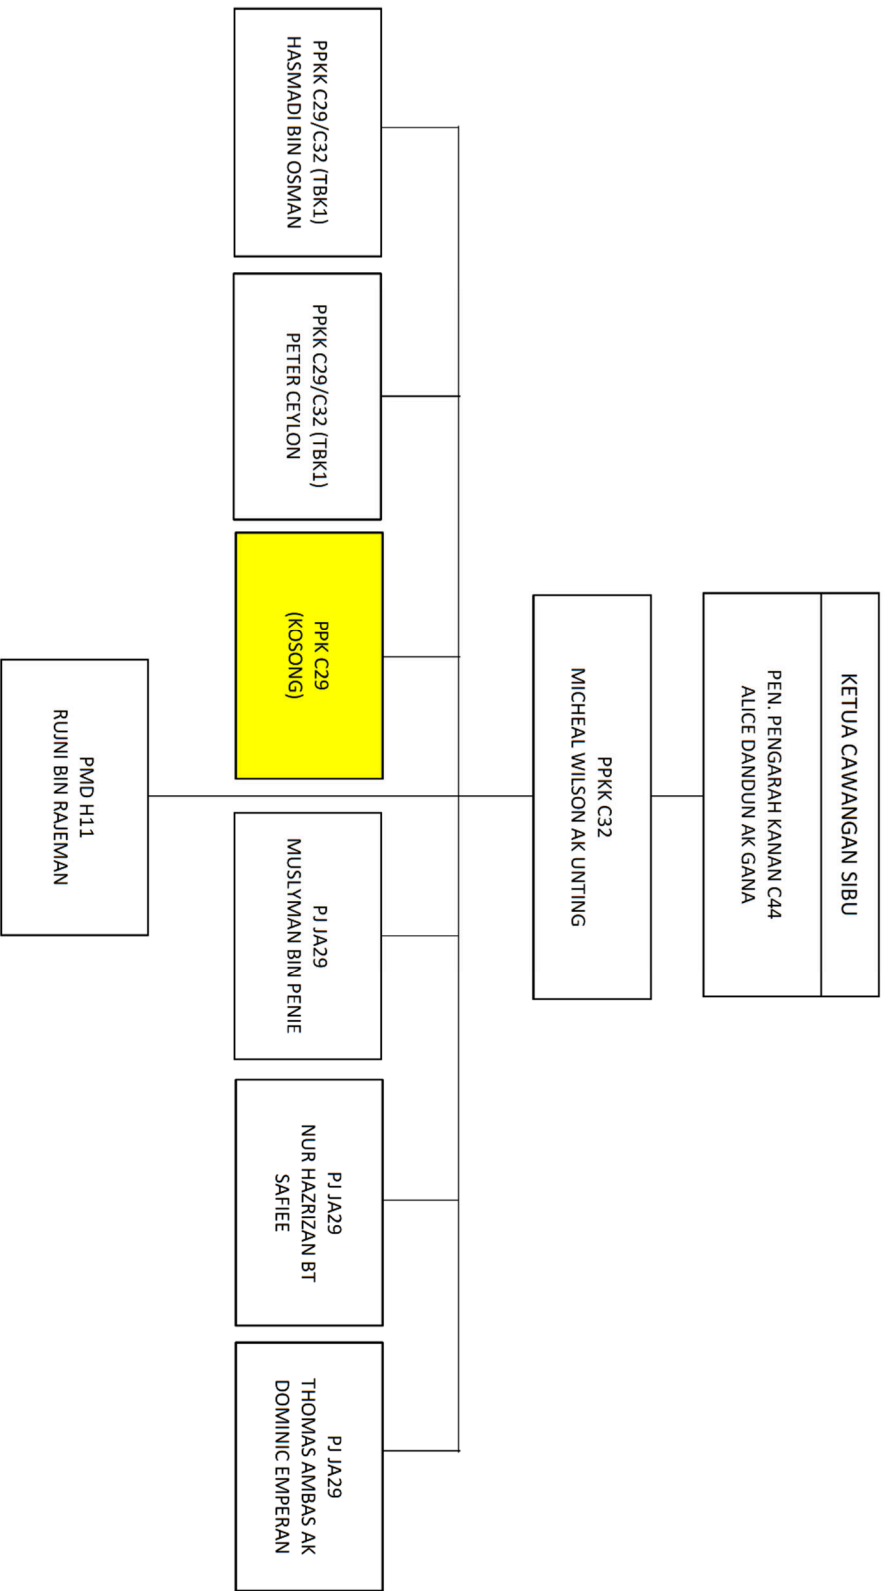 KETUA CAWANGAN SIBU
PEN. PENGARAH KANAN C44
ALICE DANDUN AK GANA
PPKK C32
MICHEAL WILSON AK UNTING
PPKK C29/C32 (TBK1)
HASMADI BIN OSMAN
PPKK C29/C32 (TBK1)
PETER CEYLON
PPK C29
(KOSONG)
PJ JA29
MUSLYMAN BIN PENIE
PJ JA29
NUR HAZRIZAN BT
SAFIEE
PJ JA29
THOMAS AMBAS AK
DOMINIC EMPERAN
PMD H11
RUJNI BIN RAJEMAN